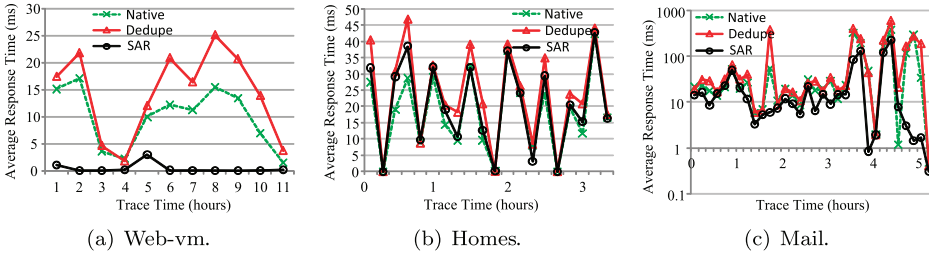 Average Response Time (ms)
30
25
20
15
10
5
0
Native
Dedupe
SAR
1 2 3 4 5 6 7 8 9 10 11
Trace Time (hours)
(a) Web-vm.
Average Response Time (ms)
50
45
40
35
30
25
20
15
10
5
0
Native
Dedupe
SAR
0 1 2 3
Trace Time (hours)
(b) Homes.
Average Response Time (ms)
1000
100
10
1
0.1
Native
Dedupe
SAR
0 1 2 3 4 5
Trace Time (hours)
(c) Mail.